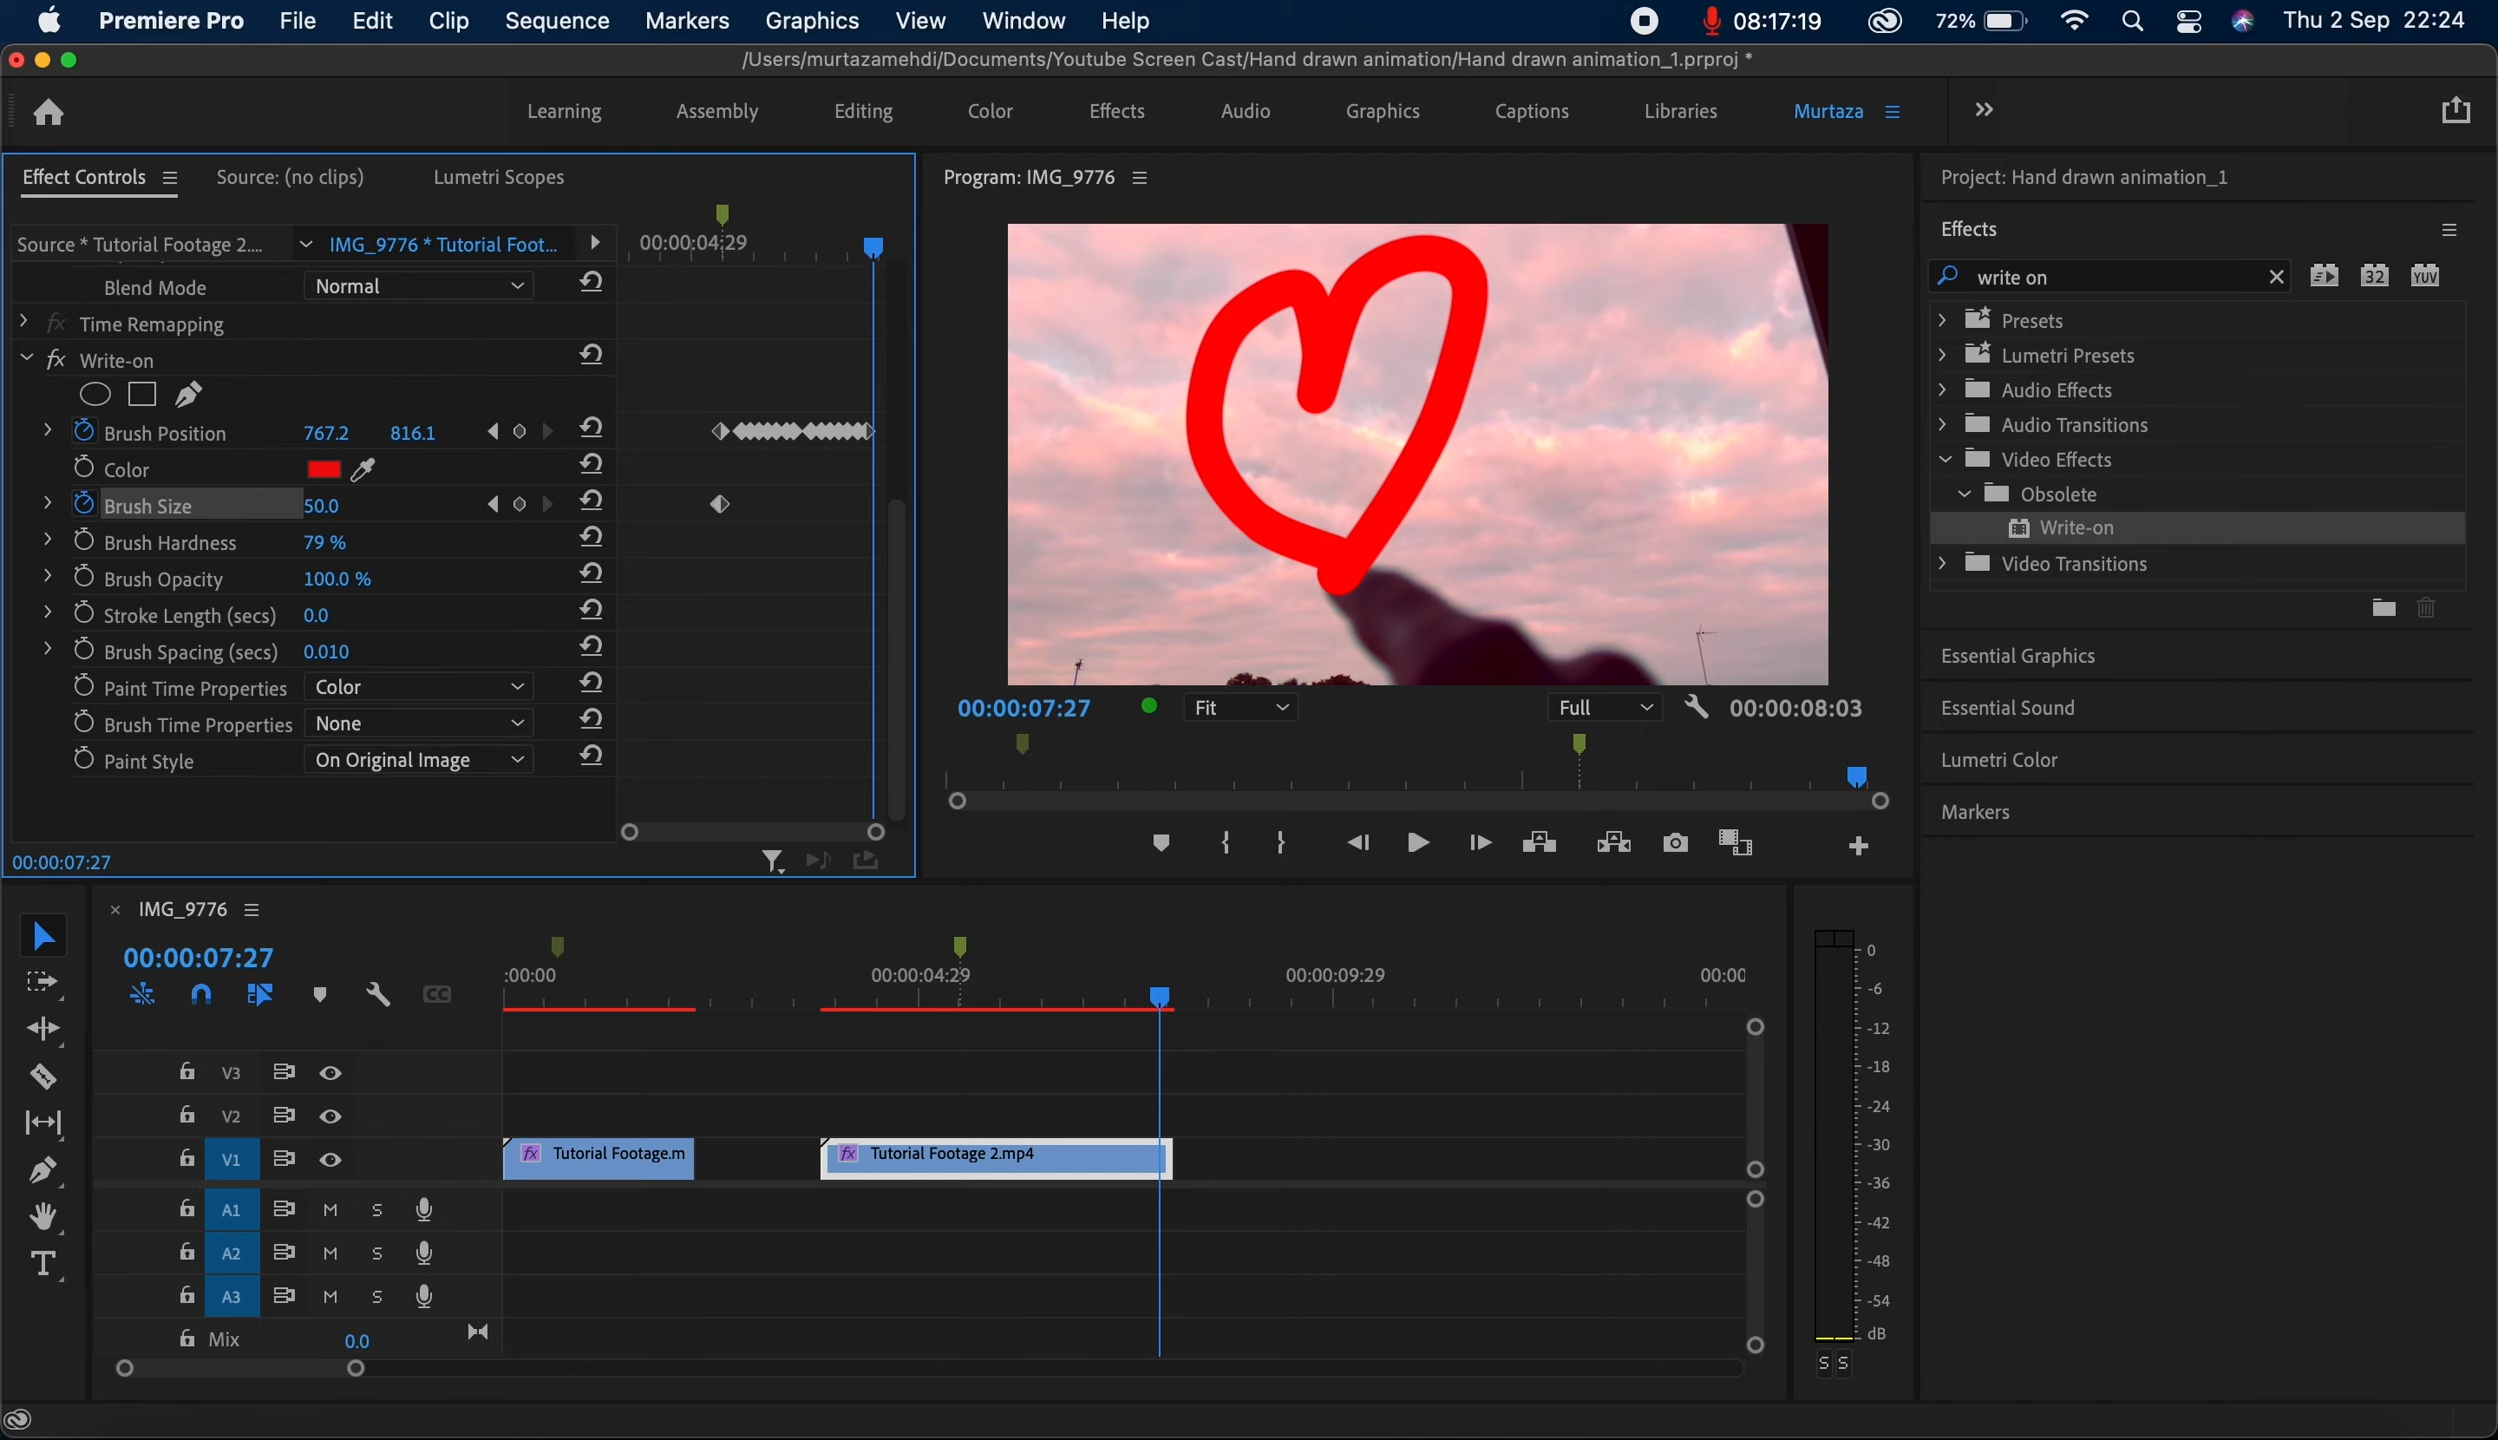 Premiere Pro File Edit Clip Sequence Markers Graphics View Window Help 08:17:19 72% Thu 2 Sep 22:24
/Users/murtazamehdi/Documents/Youtube Screen Cast/Hand drawn animation/Hand drawn animation_1.prproj *
Learning Assembly Editing Color Effects Audio Graphics Captions Libraries Murtaza
Effect Controls Source: (no clips) Lumetri Scopes
Source * Tutorial Footage 2.... IMG_9776 * Tutorial Foot... 00:00:04:29
Blend Mode Normal
fx Time Remapping
fx Write-on
Brush Position 767.2 816.1
Color
Brush Size 50.0
Brush Hardness 79 %
Brush Opacity 100.0 %
Stroke Length (secs) 0.0
Brush Spacing (secs) 0.010
Paint Time Properties Color
Brush Time Properties None
Paint Style On Original Image
00:00:07:27
Program: IMG_9776
00:00:07:27 Fit Full 00:00:08:03
Project: Hand drawn animation_1
Effects
write on 32 YUV
Presets
Lumetri Presets
Audio Effects
Audio Transitions
Video Effects
Obsolete
Write-on
Video Transitions
Essential Graphics
Essential Sound
Lumetri Color
Markers
IMG_9776
00:00:07:27
:00:00 00:00:04:29 00:00:09:29 00:00
CC
V3
V2
V1 fx Tutorial Footage.m fx Tutorial Footage 2.mp4
A1 M S
A2 M S
A3 M S
Mix 0.0
0
-6
-12
-18
-24
-30
-36
-42
-48
-54
dB
S S